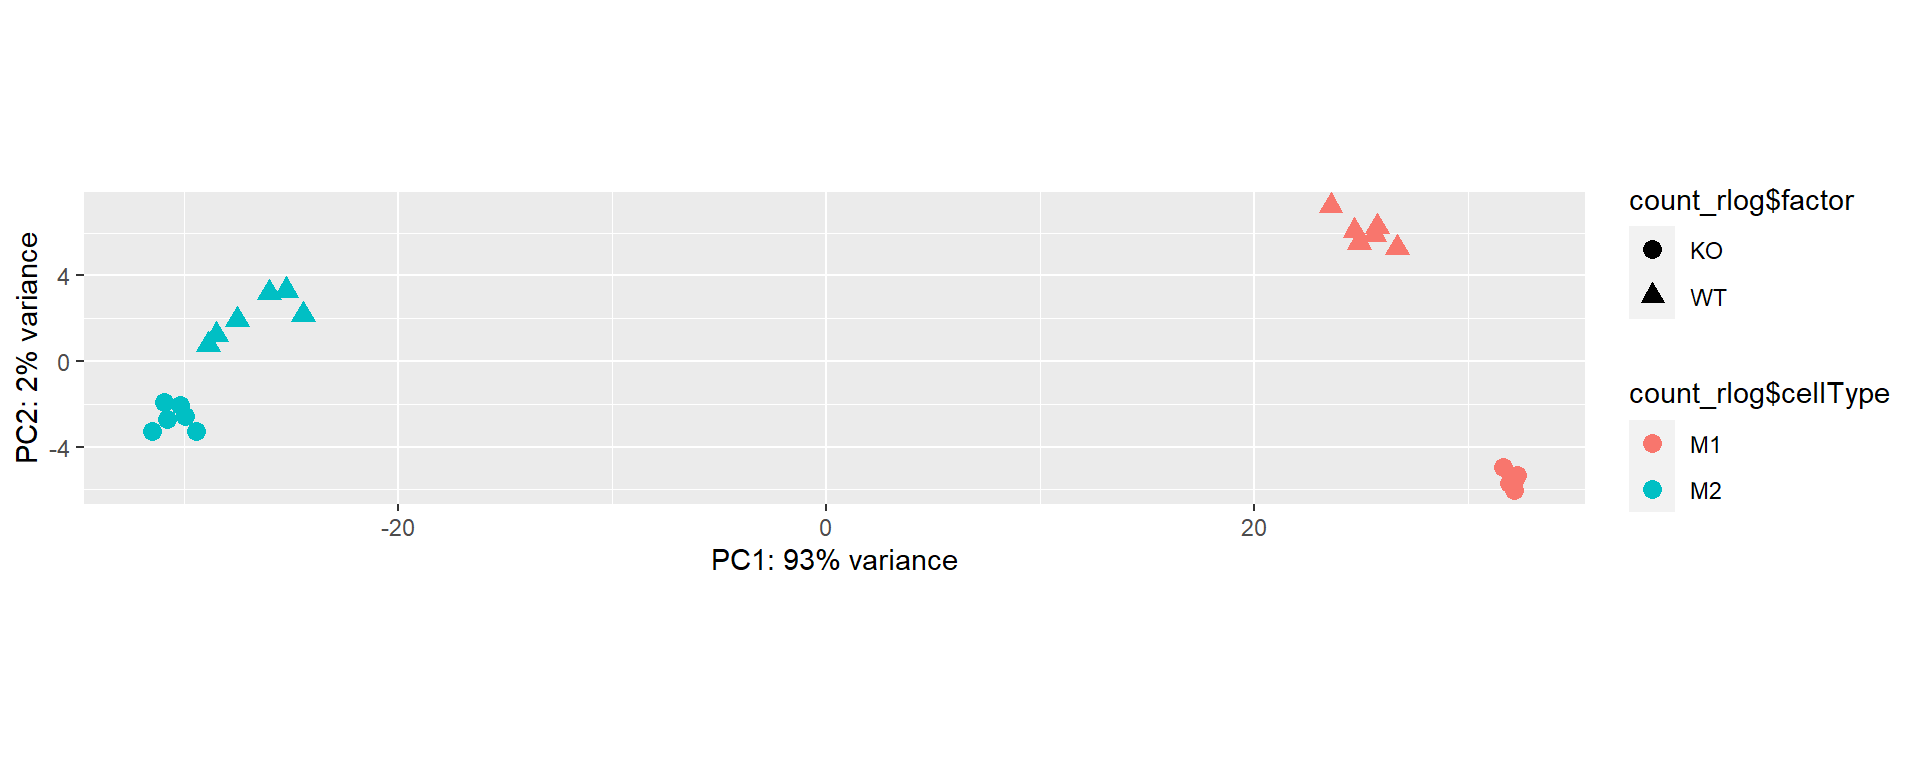 PC2: 2% variance
4
0
-4
-20
0
20
PC1: 93% variance
count_rlog$factor
KO
WT
count_rlog$cellType
M1
M2